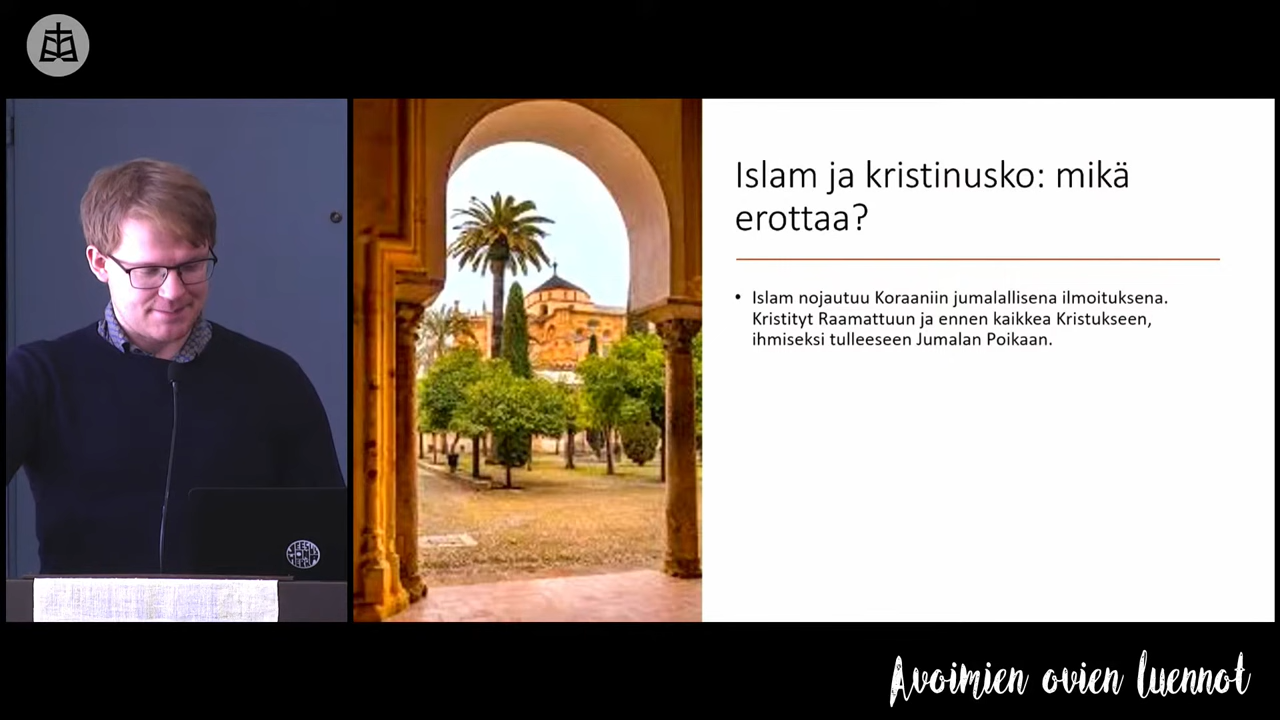 Islam ja kristinusko: mikä
erottaa?
• Islam nojautuu Koraaniin jumalallisena ilmoituksena.
Kristityt Raamattuun ja ennen kaikkea Kristukseen,
ihmiseksi tulleeseen Jumalan Poikaan.
Avoimien ovien luennot